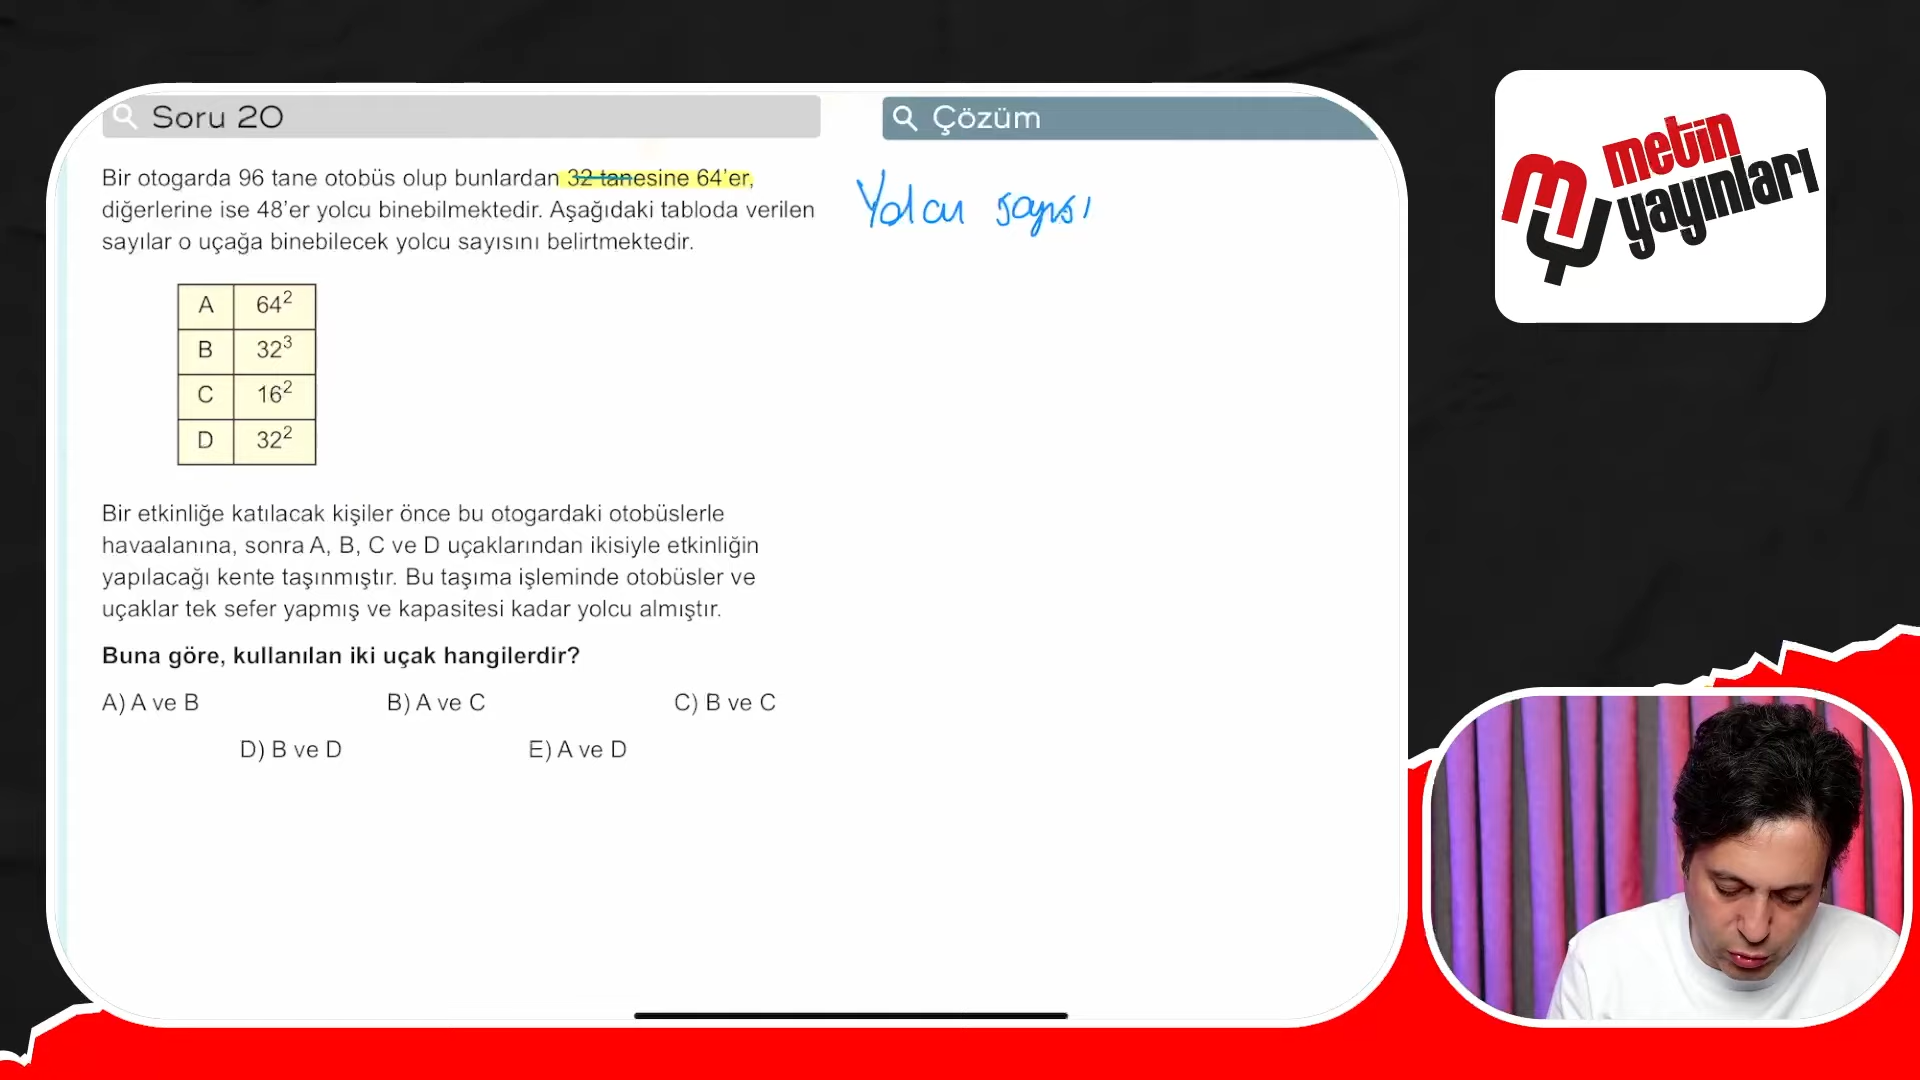 Soru 20
Bir otogarda 96 tane otobüs olup bunlardan 32 tanesine 64'er,
diğerlerine ise 48'er yolcu binebilmektedir. Aşağıdaki tabloda verilen
sayılar o uçağa binebilecek yolcu sayısını belirtmektedir.
A 64²
B 32³
C 16²
D 32²
Bir etkinliğe katılacak kişiler önce bu otogardaki otobüslerle
havaalanına, sonra A, B, C ve D uçaklarından ikisiyle etkinliğin
yapılacağı kente taşınmıştır. Bu taşıma işleminde otobüsler ve
uçaklar tek sefer yapmış ve kapasitesi kadar yolcu almıştır.
Buna göre, kullanılan iki uçak hangilerdir?
A) A ve B B) A ve C C) B ve C
D) B ve D E) A ve D
Çözüm
Yolcu sayısı
metin
yayınları